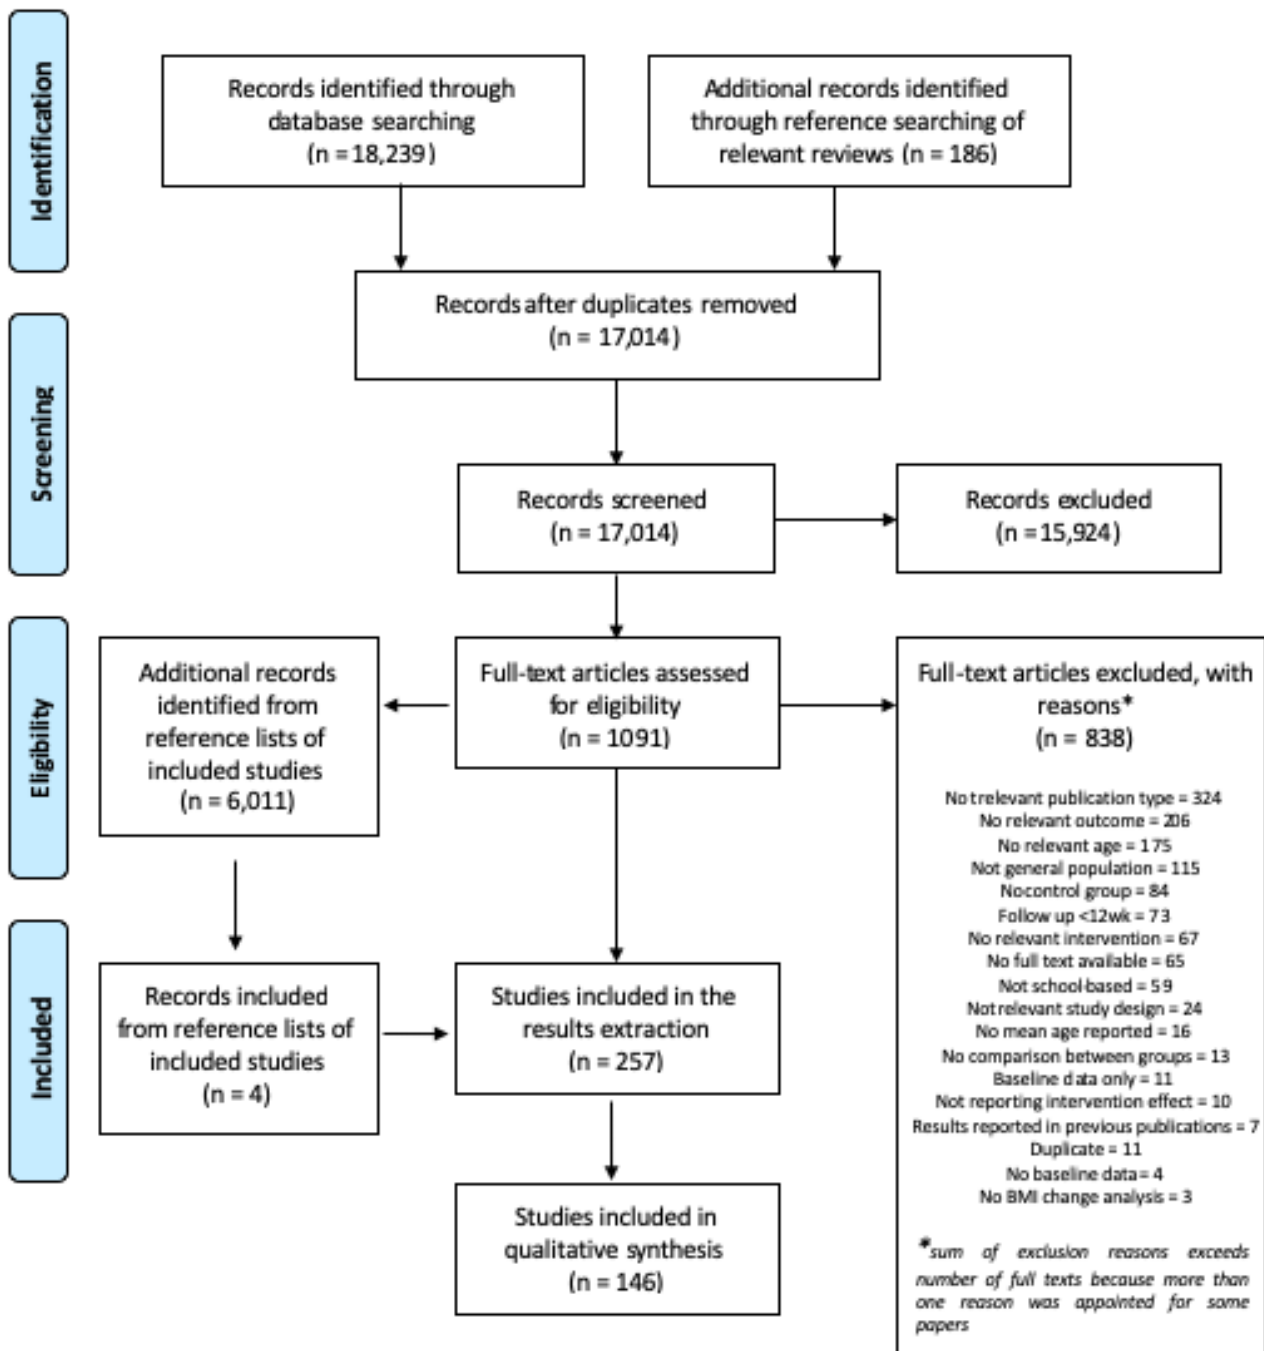 Identification
Records identified through
database searching
(n = 18,239)
Additional records identified
through reference searching of
relevant reviews (n = 186)
Records after duplicates removed
(n = 17,014)
Screening
Records screened
(n = 17,014)
Records excluded
(n = 15,924)
Eligibility
Additional records
identified from
reference lists of
included studies
(n = 6,011)
Full-text articles assessed
for eligibility
(n = 1091)
Full-text articles excluded, with
reasons*
(n = 838)
Not relevant publication type = 324
No relevant outcome = 206
No relevant age = 175
Not general population = 115
No control group = 84
Follow up <12wk = 73
No relevant intervention = 67
No full text available = 65
Not school-based = 59
Not relevant study design = 24
No mean age reported = 16
No comparison between groups = 13
Baseline data only = 11
Not reporting intervention effect = 10
Results reported in previous publications = 7
Duplicate = 11
No baseline data = 4
No BMI change analysis = 3
*sum of exclusion reasons exceeds
number of full texts because more than
one reason was appointed for some
papers
Included
Records included
from reference lists of
included studies
(n = 4)
Studies included in the
results extraction
(n = 257)
Studies included in
qualitative synthesis
(n = 146)